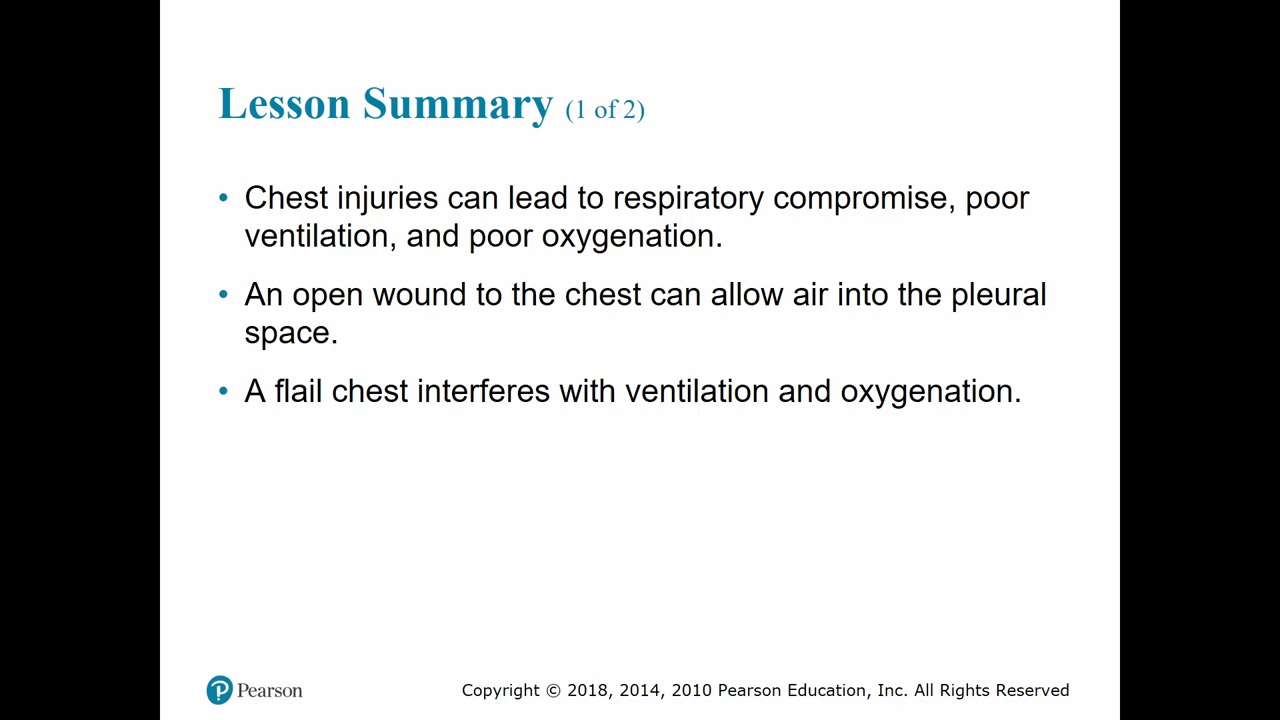 Lesson Summary (1 of 2)
• Chest injuries can lead to respiratory compromise, poor
ventilation, and poor oxygenation.
• An open wound to the chest can allow air into the pleural
space.
• A flail chest interferes with ventilation and oxygenation.
Pearson
Copyright © 2018, 2014, 2010 Pearson Education, Inc. All Rights Reserved